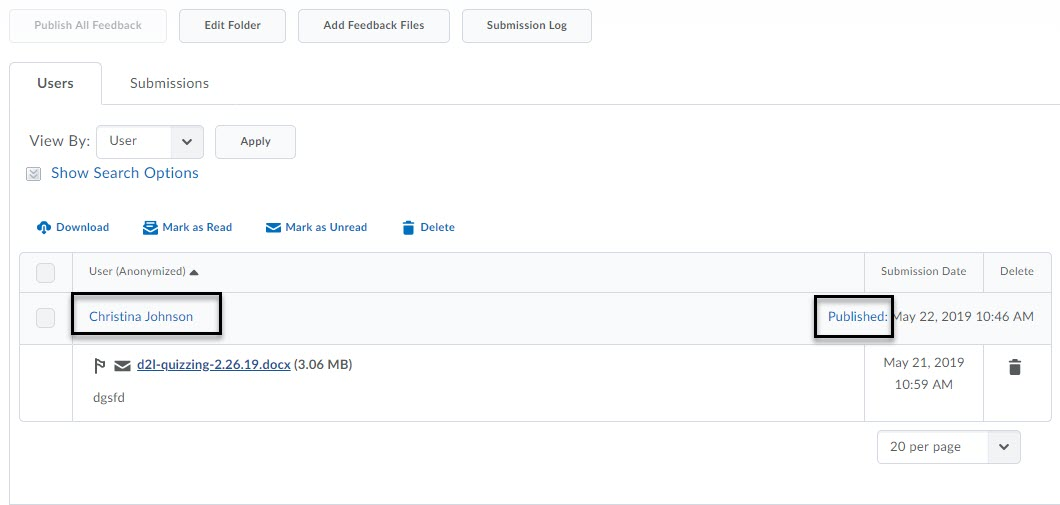 Publish All Feedback Edit Folder Add Feedback Files Submission Log
Users Submissions
View By: User Apply
Show Search Options
Download Mark as Read Mark as Unread Delete
User (Anonymized) Submission Date Delete
Christina Johnson Published: May 22, 2019 10:46 AM
d2l-quizzing-2.26.19.docx (3.06 MB) May 21, 2019
10:59 AM
dgsfd
20 per page